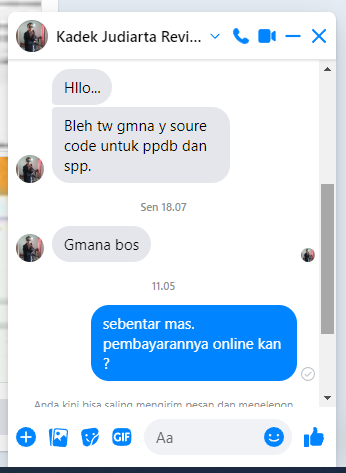 Kadek Judiarta Revi...
Hllo...
Bleh tw gmna y soure
code untuk ppdb dan
spp.
Sen 18.07
Gmana bos
11.05
sebentar mas.
pembayarannya online kan
?
Anda kini bisa saling mengirim pesan dan menelepon
GIF
Aa